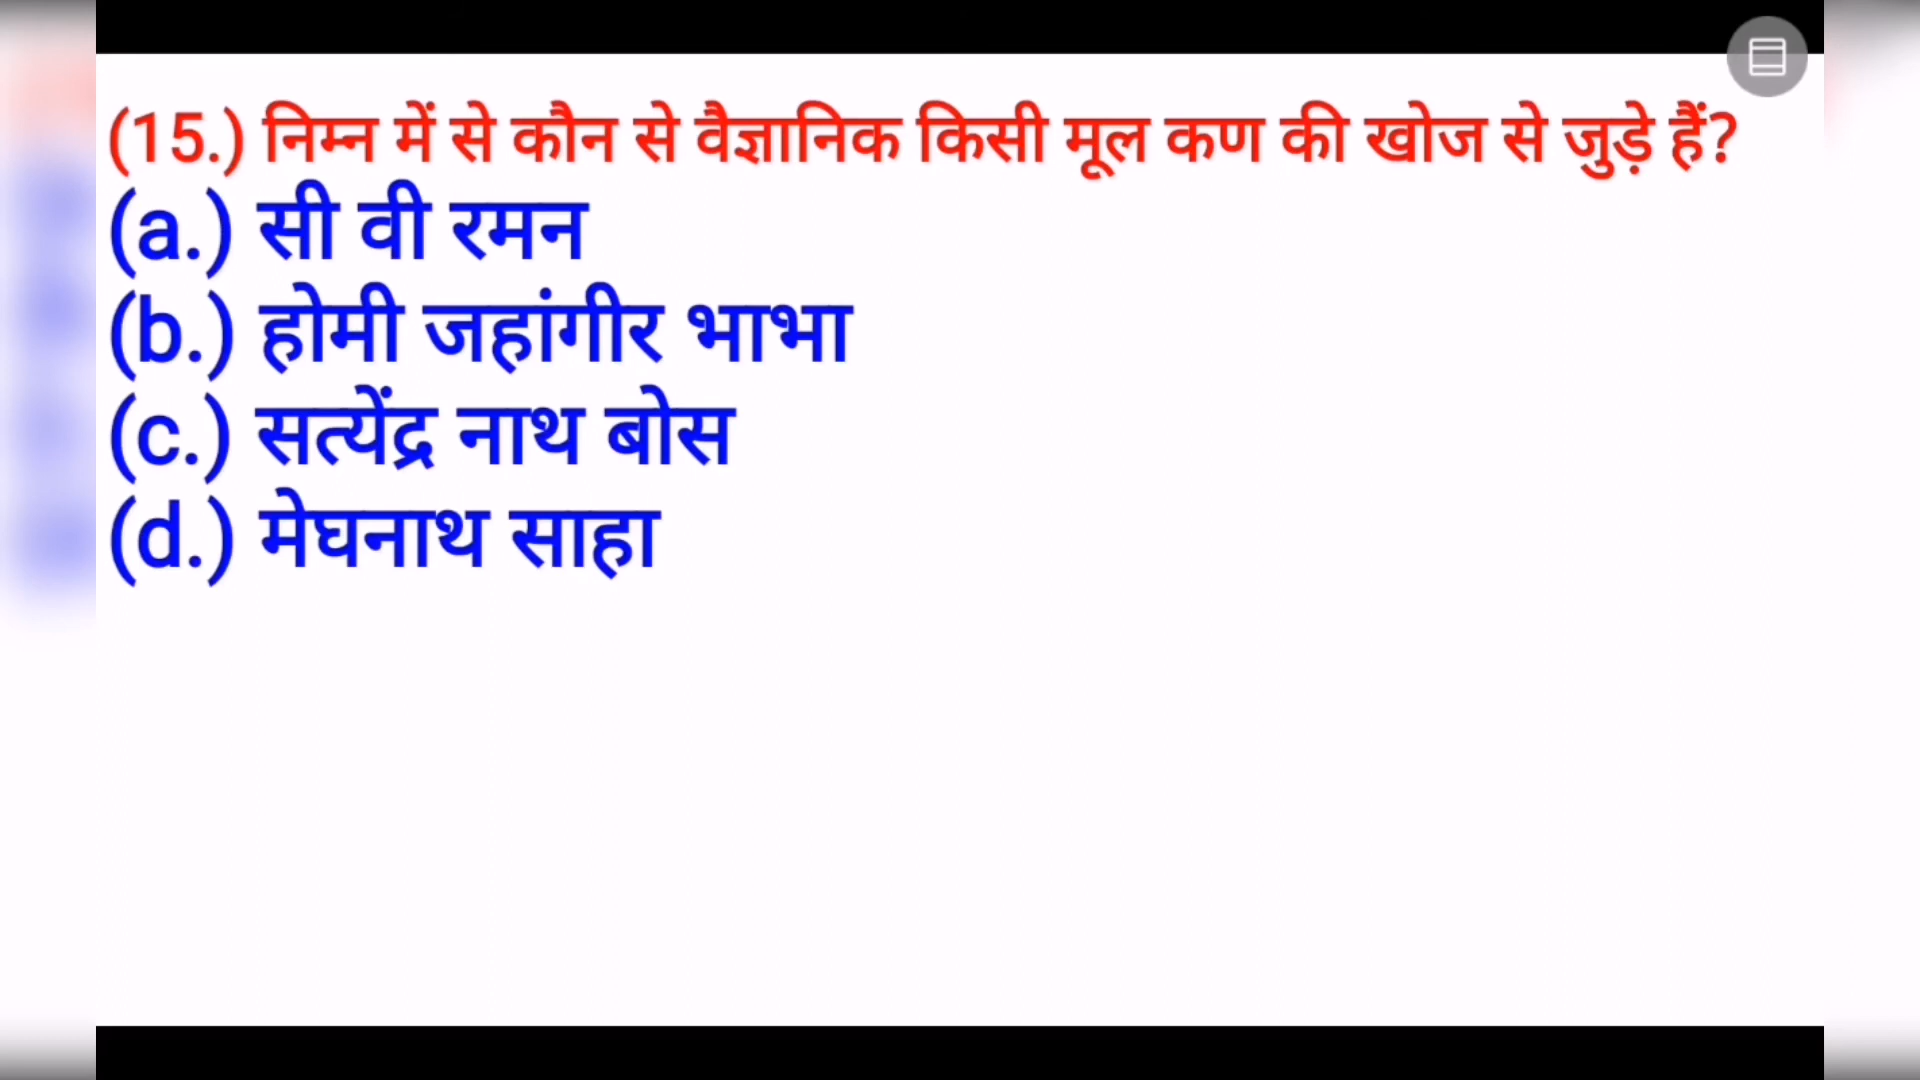 (15.) निम्न में से कौन से वैज्ञानिक किसी मूल कण की खोज से जुड़े हैं?
(a.) सी वी रमन
(b.) होमी जहांगीर भाभा
(c.) सत्येंद्र नाथ बोस
(d.) मेघनाथ साहा